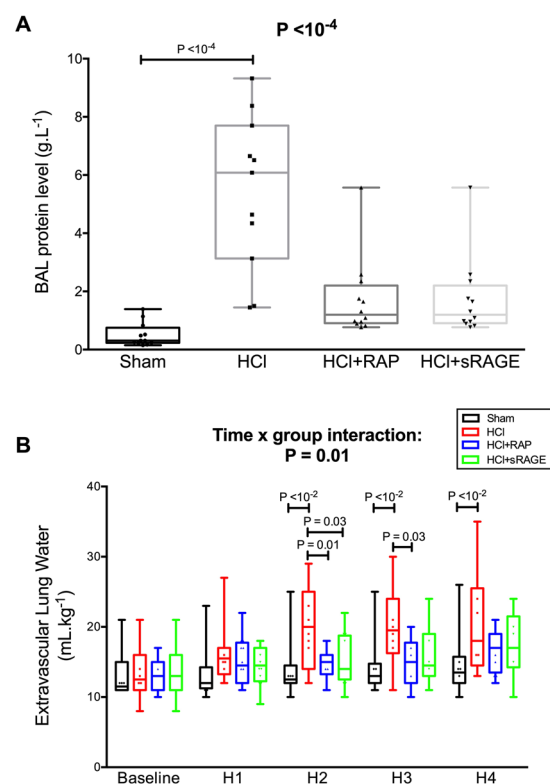 A
P <10-4
P <10-4
BAL protein level (g.L-1)
10
8
6
4
2
0
Sham
HCl
HCl+RAP
HCl+sRAGE
Sham
HCl
HCl+RAP
HCl+sRAGE
B
Time x group interaction:
P = 0.01
Extravascular Lung Water
(mL.kg-1)
40
30
20
10
0
P <10-2
P = 0.03
P = 0.01
P <10-2
P = 0.03
P <10-2
Baseline
H1
H2
H3
H4